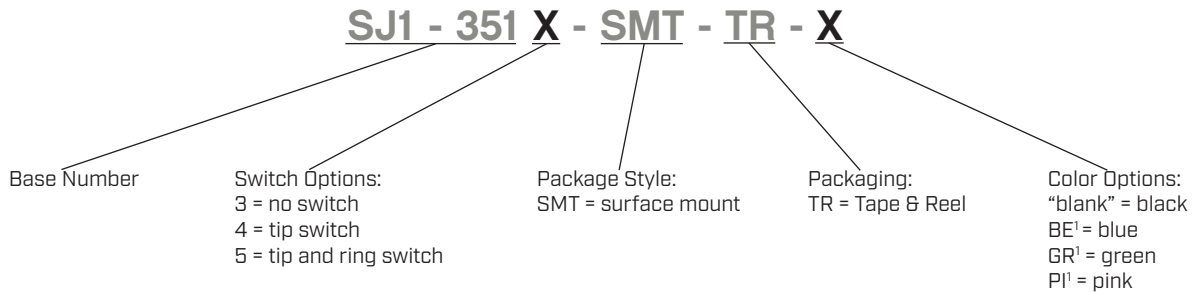 SJ1 - 351 X - SMT - TR - X
Base Number
Switch Options:
3 = no switch
4 = tip switch
5 = tip and ring switch
Package Style:
SMT = surface mount
Packaging:
TR = Tape & Reel
Color Options:
“blank” = black
BE¹ = blue
GR¹ = green
PI¹ = pink